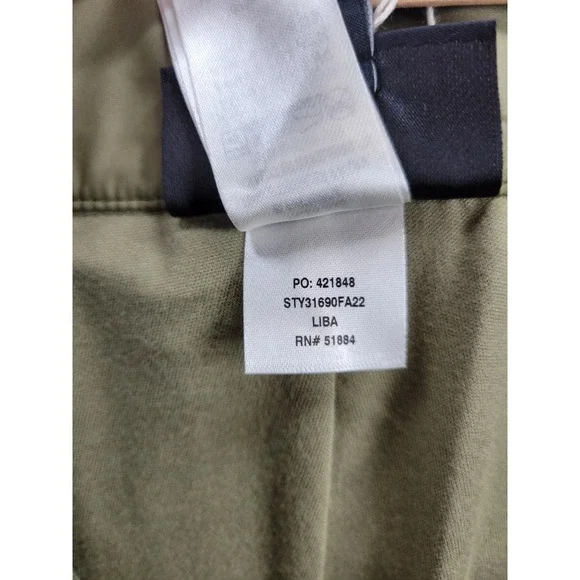 PO: 421848
STY31690FA22
LIBA
RN# 51884